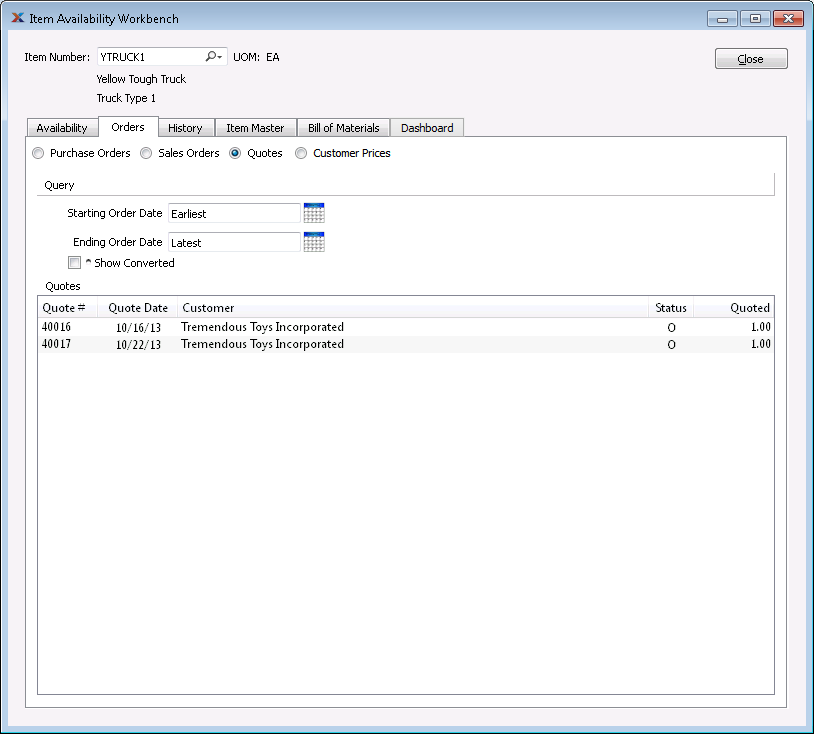 Item Availability Workbench
Item Number: YTRUCK1 UOM: EA
Close
Yellow Tough Truck
Truck Type 1
Availability Orders History Item Master Bill of Materials Dashboard
Purchase Orders Sales Orders Quotes Customer Prices
Query
Starting Order Date Earliest
Ending Order Date Latest
^ Show Converted
Quotes
Quote # Quote Date Customer Status Quoted
40016 10/16/13 Tremendous Toys Incorporated O 1.00
40017 10/22/13 Tremendous Toys Incorporated O 1.00